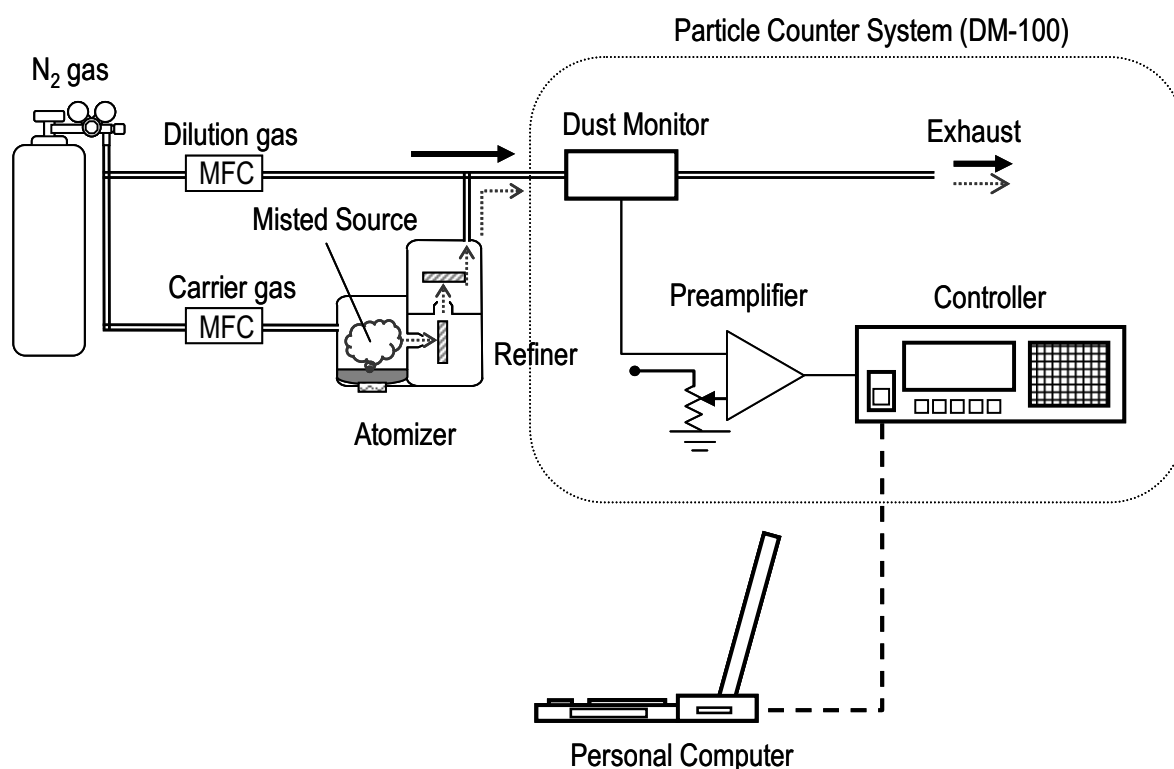 Particle Counter System (DM-100)
N2 gas
Dilution gas
MFC
Dust Monitor
Exhaust
Misted Source
Carrier gas
MFC
Preamplifier
Controller
Refiner
Atomizer
Personal Computer